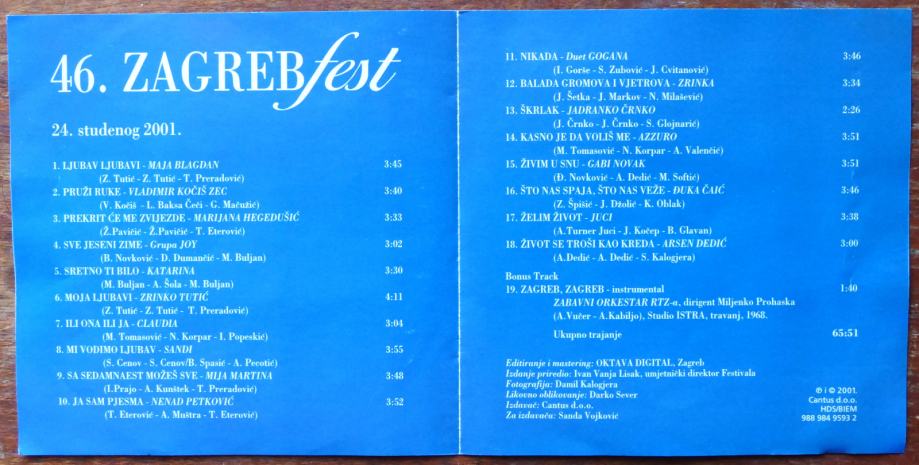 46. ZAGREBfest
24. studenog 2001.
1. LJUBAV LJUBAVI - MAJA BLAGDAN 3:45
(Z. Tutić - Z. Tutić - T. Preradović)
2. PRUŽI RUKE - VLADIMIR KOČIŠ ZEC 3:40
(V. Kočiš - L. Baksa Čeči - G. Mačužić)
3. PREKRIT ĆE ME ZVIJEZDE - MARIJANA HEGEDUŠIĆ 3:33
(Ž.Pavičić - Ž.Pavičić - T. Eterović)
4. SVE JESENI ZIME - Grupa JOY 3:02
(B. Novković - D. Dumančić - M. Buljan)
5. SRETNO TI BILO - KATARINA 3:30
(M. Buljan - A. Šola - M. Buljan)
6. MOJA LJUBAVI - ZRINKO TUTIĆ 4:11
(Z. Tutić - Z. Tutić - T. Preradović)
7. ILI ONA ILI JA - CLAUDIA 3:04
(M. Tomasović - N. Korpar - I. Popeskić)
8. MI VODIMO LJUBAV - SANDI 3:55
(S. Cenov - S. Cenov/B. Spasić - A. Pecotić)
9. SA SEDAMNAEST MOŽEŠ SVE - MIJA MARTINA 3:48
(I.Prajo - A. Kunštek - T. Preradović)
10. JA SAM PJESMA - NENAD PETKOVIĆ 3:52
(T. Eterović - A. Muštra - T. Eterović)
11. NIKADA - Duet GOGANA 3:46
(I. Gorše - S. Zubović - J. Cvitanović)
12. BALADA GROMOVA I VJETROVA - ZRINKA 3:34
(J. Šetka - J. Markov - N. Milašević)
13. ŠKRLAK - JADRANKO ČRNKO 2:26
(J. Črnko - J. Črnko - S. Glojnarić)
14. KASNO JE DA VOLIŠ ME - AZZURO 3:51
(M. Tomasović - N. Korpar - A. Valenčić)
15. ŽIVIM U SNU - GABI NOVAK 3:51
(Đ. Novković - A. Dedić - M. Softić)
16. ŠTO NAS SPAJA, ŠTO NAS VEŽE - ĐUKA ČAIĆ 3:46
(Z. Špišić - J. Džolić - K. Oblak)
17. ŽELIM ŽIVOT - JUCI 3:38
(A.Turner Juci - J. Kočep - B. Glavan)
18. ŽIVOT SE TROŠI KAO KREDA - ARSEN DEDIĆ 3:00
(A.Dedić - A. Dedić - S. Kalogjera)
Bonus Track
19. ZAGREB, ZAGREB - instrumental 1:40
ZABAVNI ORKESTAR RTZ-a, dirigent Miljenko Prohaska
(A.Vučer - A.Kabiljo), Studio ISTRA, travanj, 1968.
Ukupno trajanje 65:51
Editiranje i mastering: OKTAVA DIGITAL, Zagreb
Izdanje priredio: Ivan Vanja Lisak, umjetnički direktor Festivala
Fotografija: Damil Kalogjera
Likovno oblikovanje: Darko Sever
Izdavač: Cantus d.o.o.
Za izdavača: Sanda Vojković
℗ i © 2001.
Cantus d.o.o.
HDS/BIEM
988 984 9593 2